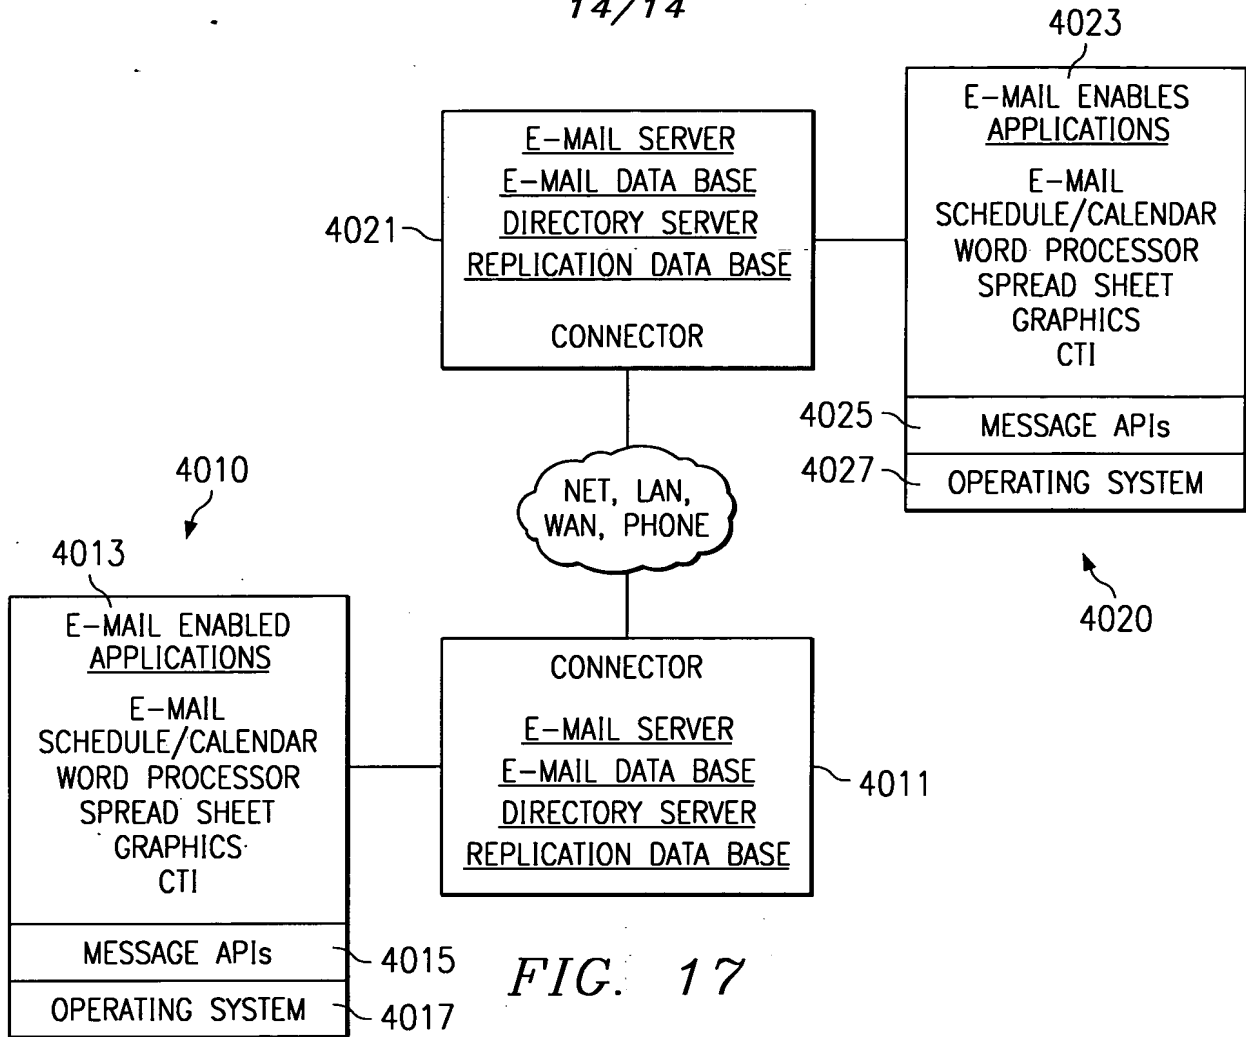 14/14
4023
E-MAIL ENABLES
APPLICATIONS
E-MAIL
SCHEDULE/CALENDAR
WORD PROCESSOR
SPREAD SHEET
GRAPHICS
CTI
4025
MESSAGE APIs
4027
OPERATING SYSTEM
4020
4021
E-MAIL SERVER
E-MAIL DATA BASE
DIRECTORY SERVER
REPLICATION DATA BASE
CONNECTOR
NET, LAN,
WAN, PHONE
4010
4013
E-MAIL ENABLED
APPLICATIONS
E-MAIL
SCHEDULE/CALENDAR
WORD PROCESSOR
SPREAD SHEET
GRAPHICS
CTI
MESSAGE APIs
4015
OPERATING SYSTEM
4017
CONNECTOR
E-MAIL SERVER
E-MAIL DATA BASE
DIRECTORY SERVER
REPLICATION DATA BASE
4011
FIG. 17